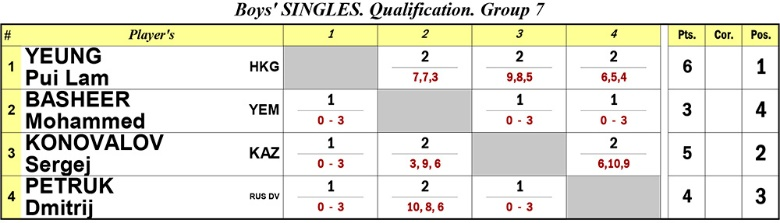 Boys' SINGLES. Qualification. Group 7
# Player's 1 2 3 4 Pts. Cor. Pos.
1 YEUNG Pui Lam HKG 2 2 2 6 1
7,7,3 9,8,5 6,5,4
2 BASHEER Mohammed YEM 1 1 1 3 4
0 - 3 0 - 3 0 - 3
3 KONOVALOV Sergej KAZ 1 2 2 5 2
0 - 3 3, 9, 6 6,10,9
4 PETRUK Dmitrij RUS DV 1 2 1 4 3
0 - 3 10, 8, 6 0 - 3